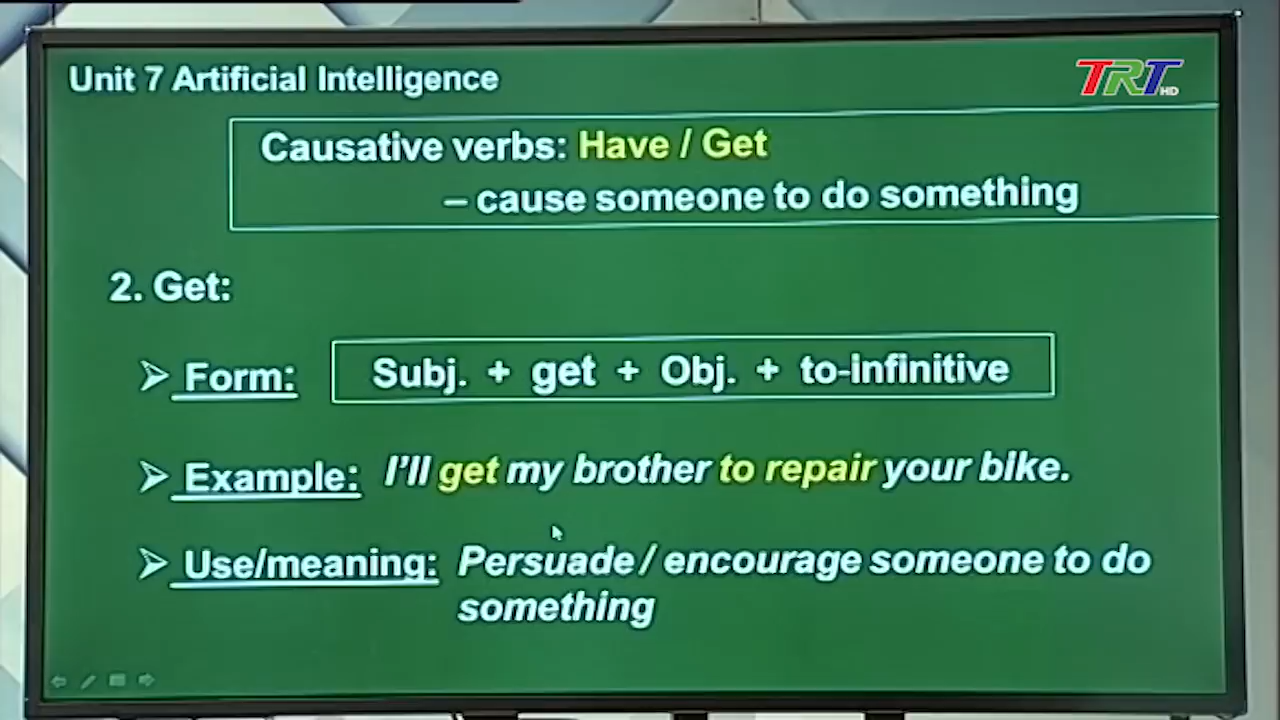 Unit 7 Artificial Intelligence
TRT HD
Causative verbs: Have / Get
– cause someone to do something
2. Get:
Form:
Subj. + get + Obj. + to-infinitive
Example: I'll get my brother to repair your bike.
Use/meaning: Persuade / encourage someone to do
something